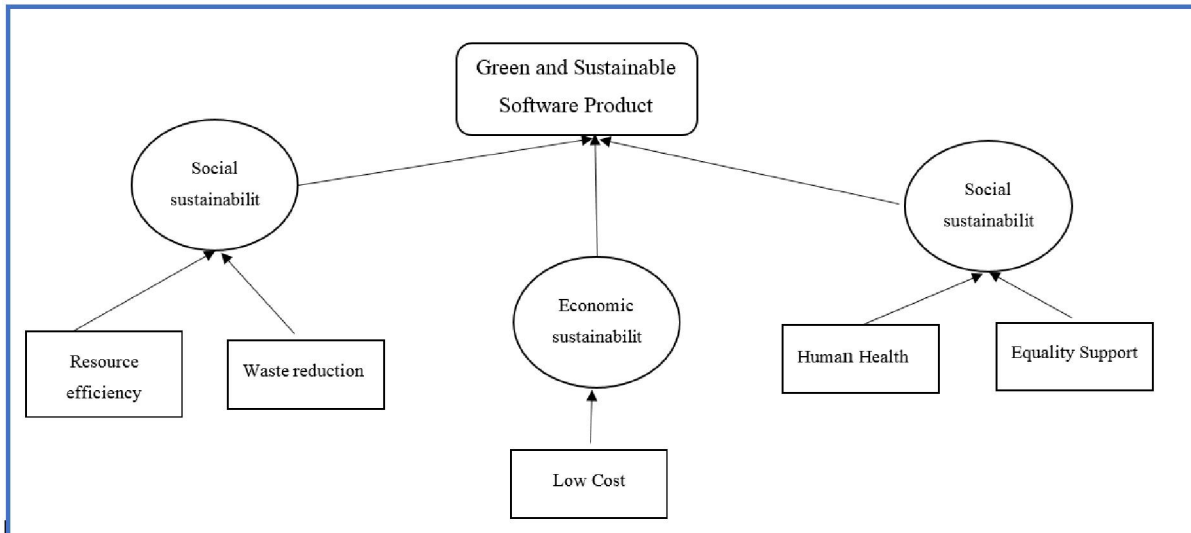 Green and Sustainable
Software Product
Social
sustainabilit
Social
sustainabilit
Economic
sustainabilit
Resource
efficiency
Waste reduction
Human Health
Equality Support
Low Cost